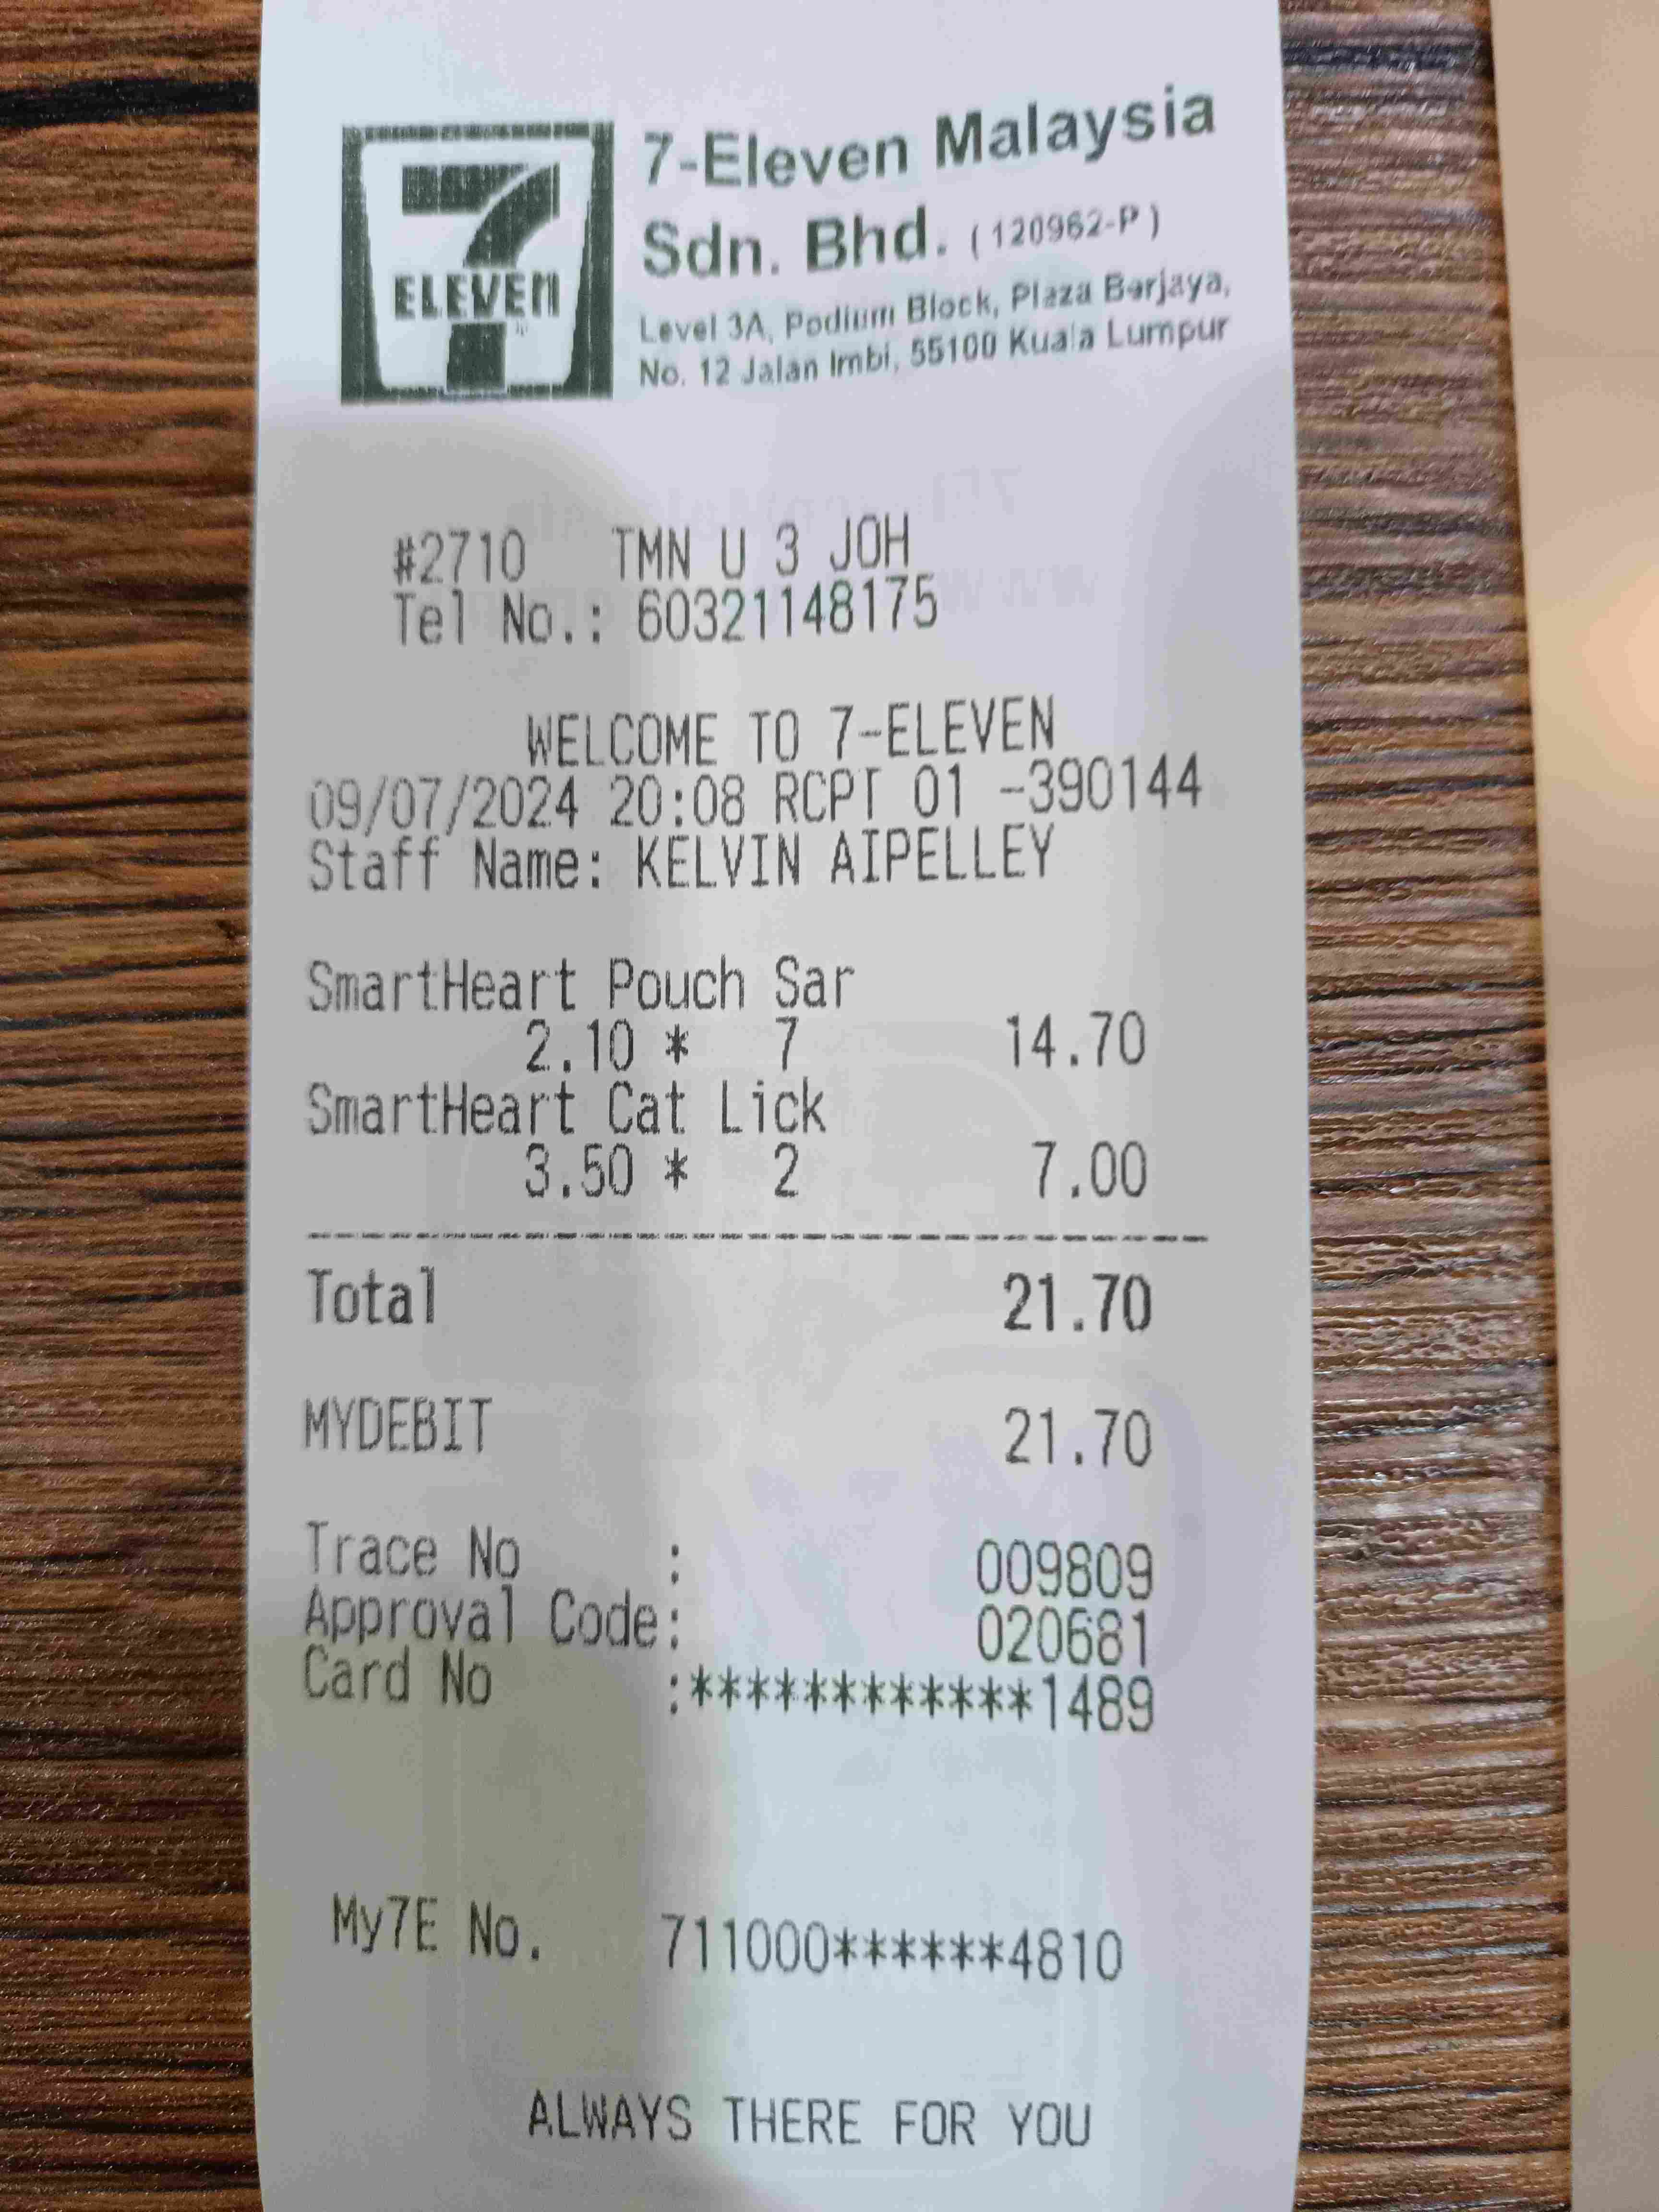 7-Eleven Malaysia
Sdn. Bhd. (120962-P)
Level 3A, Podium Block, Plaza Berjaya,
No. 12 Jalan Imbi, 55100 Kuala Lumpur
7
ELEVEN
#2710 TMN U 3 JOH
Tel No.: 60321148175
WELCOME TO 7-ELEVEN
09/07/2024 20:08 RCPT 01 -390144
Staff Name: KELVIN AIPELLEY
SmartHeart Pouch Sar
2.10 * 7 14.70
SmartHeart Cat Lick
3.50 * 2 7.00
Total 21.70
MYDEBIT 21.70
Trace No : 009809
Approval Code: 020681
Card No :************1489
My7E No. 711000******4810
ALWAYS THERE FOR YOU